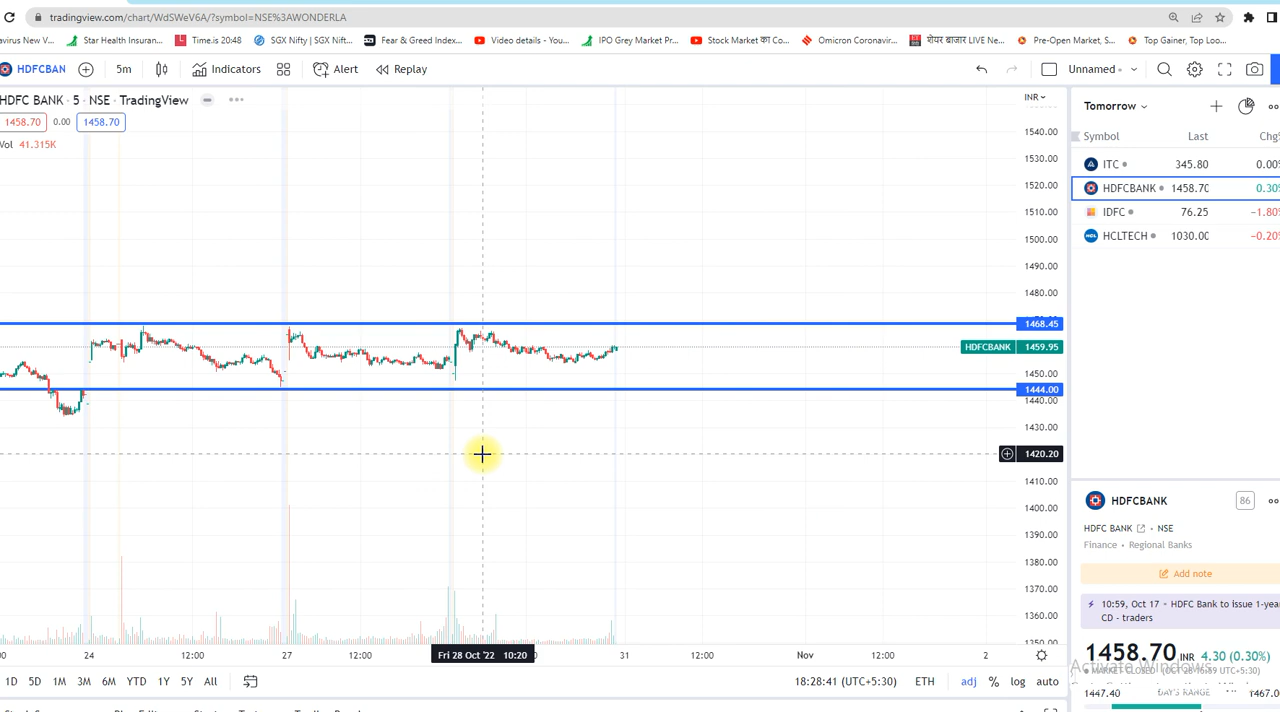 tradingview.com/chart/WdSWeV6A/?symbol=NSE%3AWONDERLA
avirus New V... Star Health Insuran... Time.is 20:48 SGX Nifty | SGX Nift... Fear & Greed Index... Video details - You... IPO Grey Market Pr... Stock Market का Co... Omicron Coronavir... शेयर बाजार LIVE Ne... Pre-Open Market, S... Top Gainer, Top Loo...
HDFCBAN 5m Indicators Alert Replay Unnamed
HDFC BANK · 5 · NSE · TradingView
1458.70 0.00 1458.70
Vol 41.315K
INR
1540.00
1530.00
1520.00
1510.00
1500.00
1490.00
1480.00
1468.45
HDFCBANK 1459.95
1450.00
1444.00
1440.00
1430.00
1420.20
1410.00
1400.00
1390.00
1380.00
1370.00
1360.00
1350.00
24 12:00 27 12:00 Fri 28 Oct '22 10:20 31 12:00 Nov 12:00 2
1D 5D 1M 3M 6M YTD 1Y 5Y All 18:28:41 (UTC+5:30) ETH adj % log auto
Tomorrow
Symbol Last Chg%
ITC 345.80 0.00%
HDFCBANK 1458.70 0.30%
IDFC 76.25 −1.80%
HCLTECH 1030.00 −0.20%
HDFCBANK 86
HDFC BANK · NSE
Finance · Regional Banks
Add note
10:59, Oct 17 · HDFC Bank to issue 1-year
CD - traders
1458.70 INR 4.30 (0.30%)
Activate Windows
MARKET CLOSED
1447.40 DAY'S RANGE 1467.0